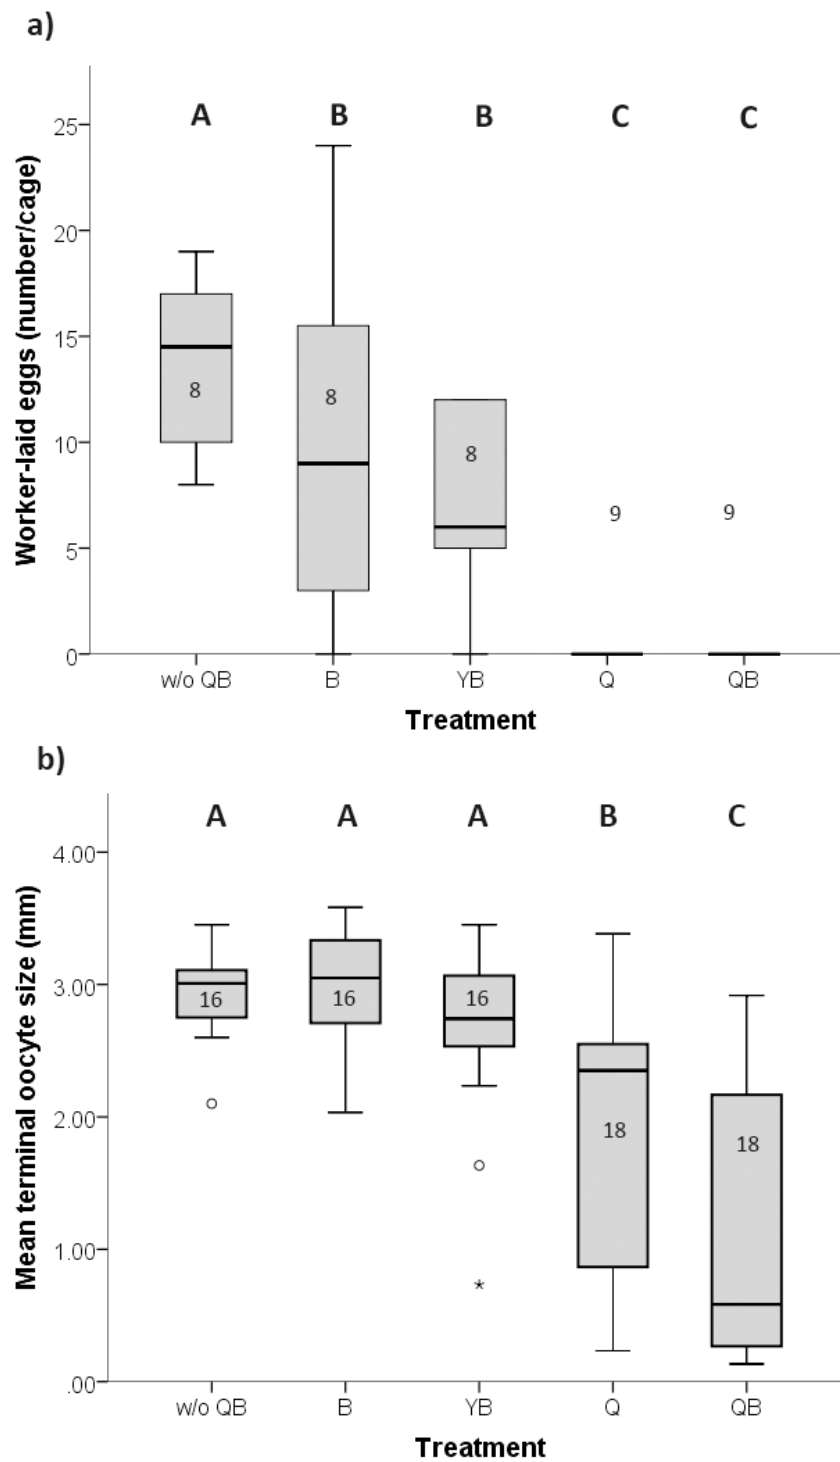 a)
A B B C C
25
20
15
10
5
0
8 8 8 9 9
Worker-laid eggs (number/cage)
w/o QB B YB Q QB
Treatment
b)
A A A B C
4.00
3.00
2.00
1.00
.00
16 16 16 18 18
Mean terminal oocyte size (mm)
w/o QB B YB Q QB
Treatment